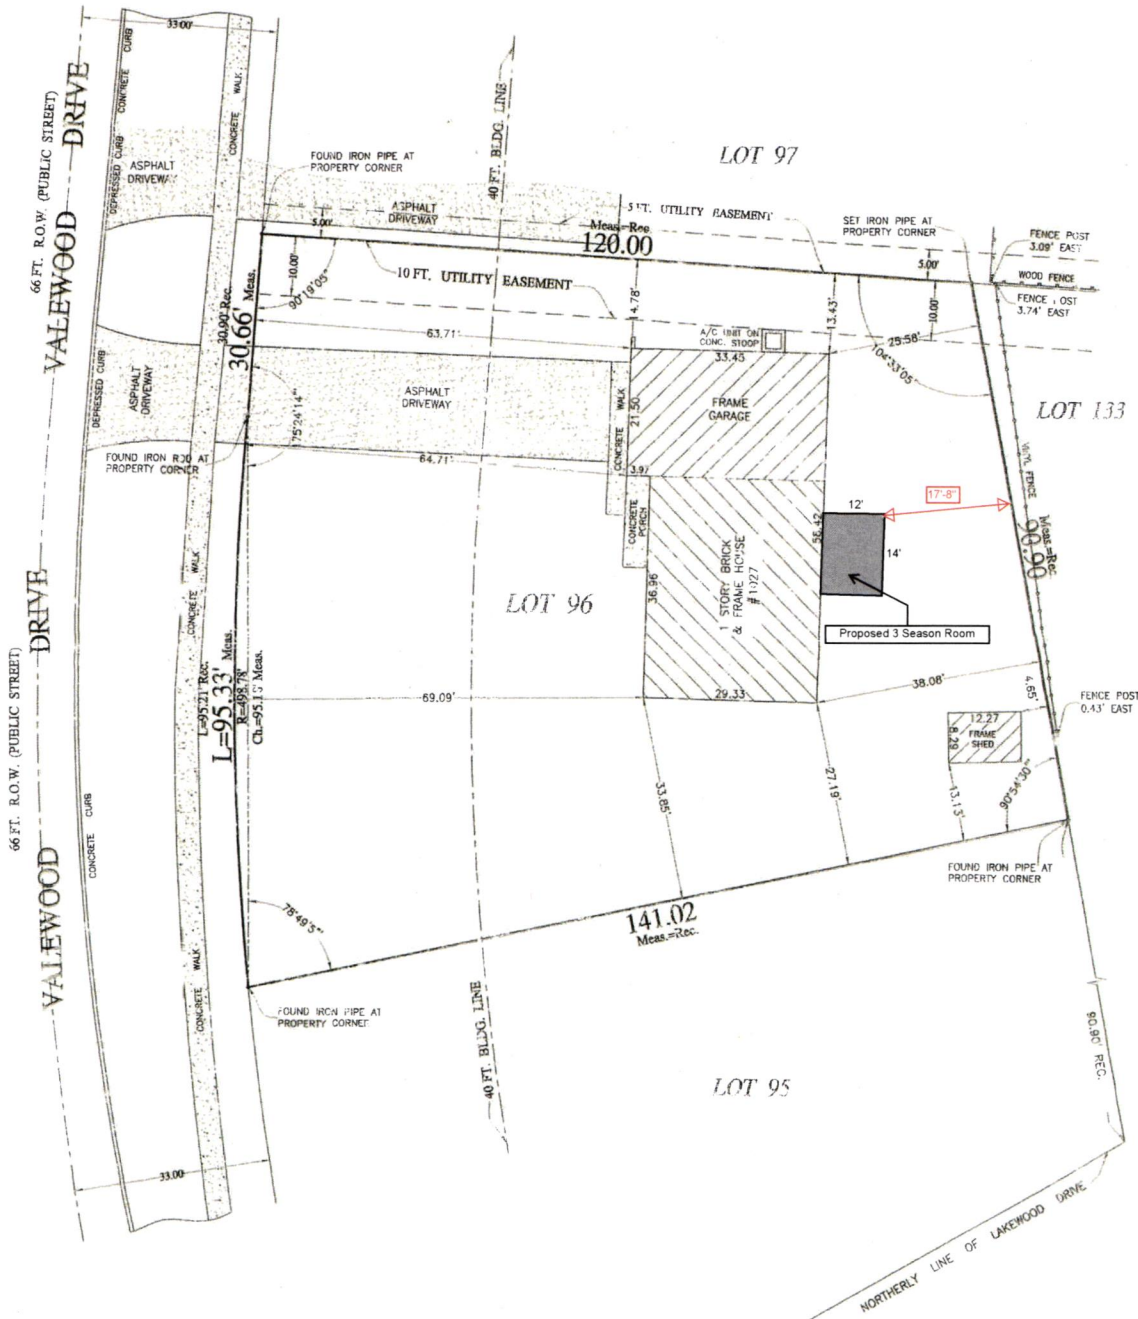 33.00'
CONCRETE CURB
DEPRESSED CURB
CONCRETE WALK
66 FT. R.O.W. (PUBLIC STREET)
VALEWOOD DRIVE
ASPHALT
DRIVEWAY
FOUND IRON PIPE AT
PROPERTY CORNER
40 FT. BLDG. LINE
LOT 97
ASPHALT
DRIVEWAY
5.00'
5 FT. UTILITY EASEMENT
Meas.=Rec.
120.00
SET IRON PIPE AT
PROPERTY CORNER
FENCE POST
3.09' EAST
WOOD FENCE
5.00'
10.00'
FENCE POST
3.74' EAST
10.00'
90°19'05"
10 FT. UTILITY EASEMENT
14.78'
13.43'
30.90' Rec.
30.66' Meas.
63.71'
A/C UNIT ON
CONC. STOOP
33.45
25.58'
104°33'05"
DEPRESSED CURB
ASPHALT
DRIVEWAY
ASPHALT
DRIVEWAY
CONCRETE WALK
21.50
FRAME
GARAGE
LOT 133
FOUND IRON ROD AT
PROPERTY CORNER
64.71'
3.97
VINYL FENCE
17'-8"
12'
14'
56.42
Meas.=Rec.
90.90
CONCRETE
PORCH
36.96
1 STORY BRICK
& FRAME HOUSE
#1027
LOT 96
Proposed 3 Season Room
CONCRETE WALK
66 FT. R.O.W. (PUBLIC STREET)
VALEWOOD DRIVE
L=95.21' Rec.
L=95.33' Meas.
R=498.78'
69.09'
29.33
38.08'
4.65'
FENCE POST
0.43' EAST
12.27
8.29
FRAME
SHED
33.85'
27.19'
13.13'
90°54'30"
CONCRETE CURB
FOUND IRON PIPE AT
PROPERTY CORNER
141.02
Meas.=Rec.
CONCRETE WALK
FOUND IRON PIPE AT
PROPERTY CORNER
40 FT. BLDG. LINE
LOT 95
90.90' REC.
33.00'
NORTHERLY LINE OF LAKEWOOD DRIVE